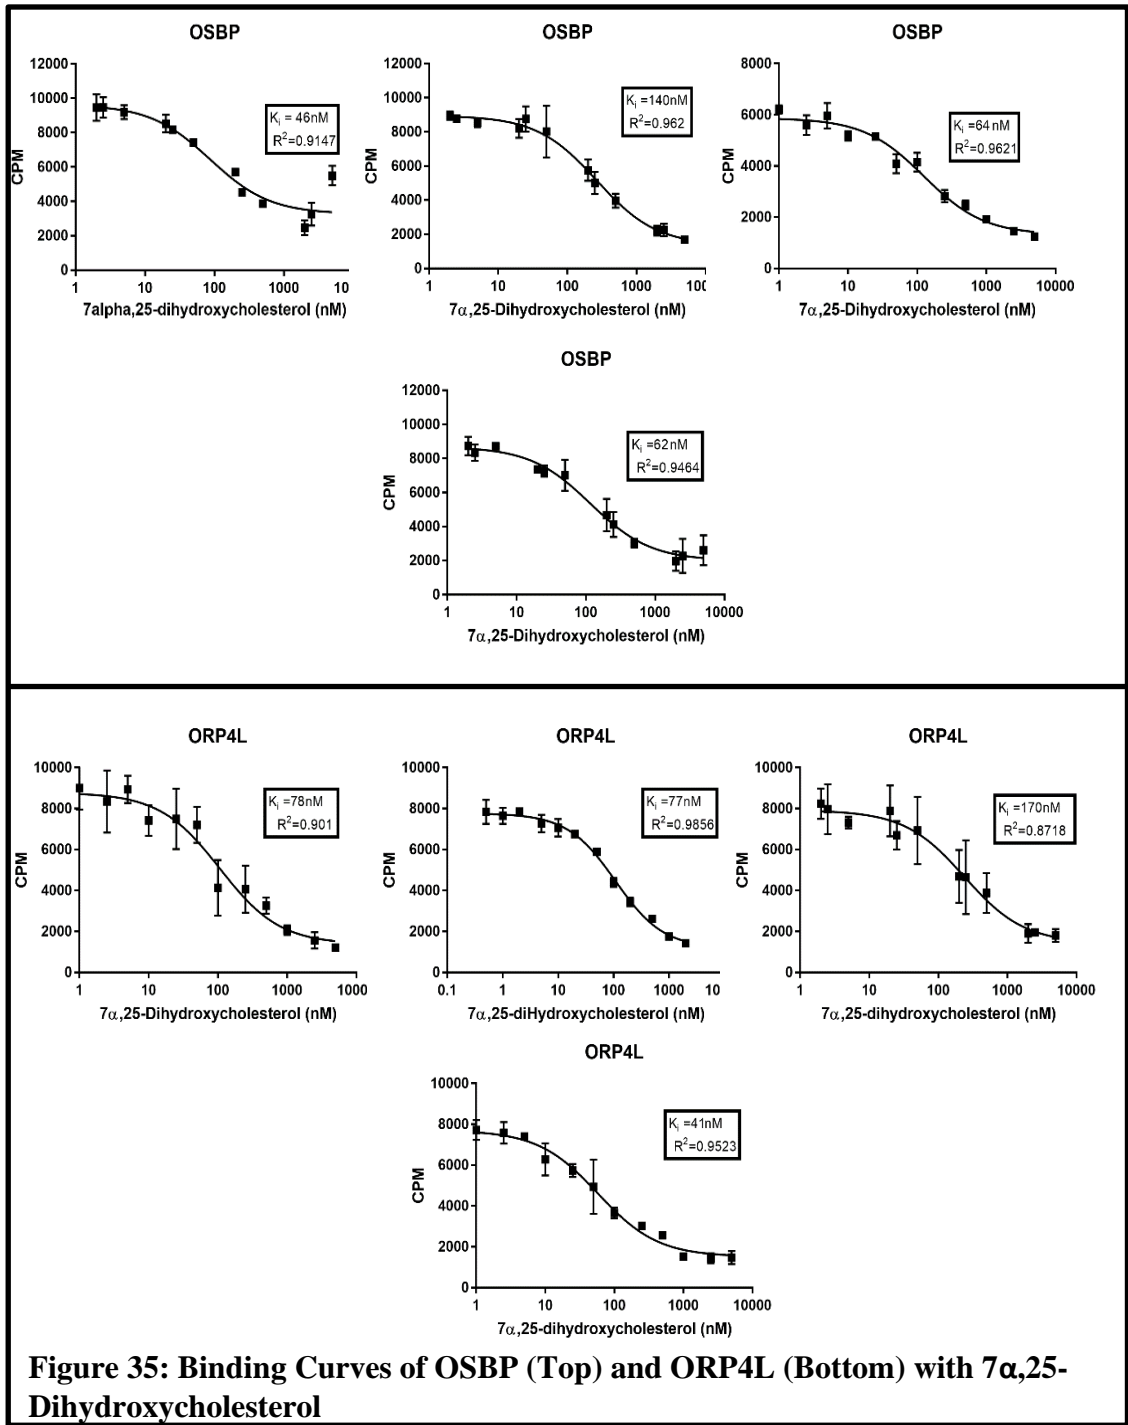 OSBP
12000
10000
8000
6000
4000
2000
0
CPM
Ki = 46nM
R²=0.9147
1 10 100 1000
7alpha,25-dihydroxycholesterol (nM)
OSBP
12000
10000
8000
6000
4000
2000
0
CPM
Ki =140nM
R²=0.962
1 10 100 1000
7α,25-Dihydroxycholesterol (nM)
OSBP
8000
6000
4000
2000
0
CPM
Ki =64nM
R²=0.9621
1 10 100 1000 10000
7α,25-Dihydroxycholesterol (nM)
OSBP
12000
10000
8000
6000
4000
2000
0
CPM
Ki =62nM
R²=0.9464
1 10 100 1000 10000
7α,25-Dihydroxycholesterol (nM)
ORP4L
10000
8000
6000
4000
2000
0
CPM
Ki =78nM
R²=0.901
1 10 100 1000 1000
7α,25-Dihydroxycholesterol (nM)
ORP4L
10000
8000
6000
4000
2000
0
CPM
Ki =77nM
R²=0.9856
0.1 1 10 100 1000 10
7α,25-diHydroxycholesterol (nM)
ORP4L
10000
8000
6000
4000
2000
0
CPM
Ki =170nM
R²=0.8718
1 10 100 1000 10000
7α,25-dihydroxycholesterol (nM)
ORP4L
10000
8000
6000
4000
2000
0
CPM
Ki =41nM
R²=0.9523
1 10 100 1000 10000
7α,25-dihydroxycholesterol (nM)
Figure 35: Binding Curves of OSBP (Top) and ORP4L (Bottom) with 7α,25-
Dihydroxycholesterol